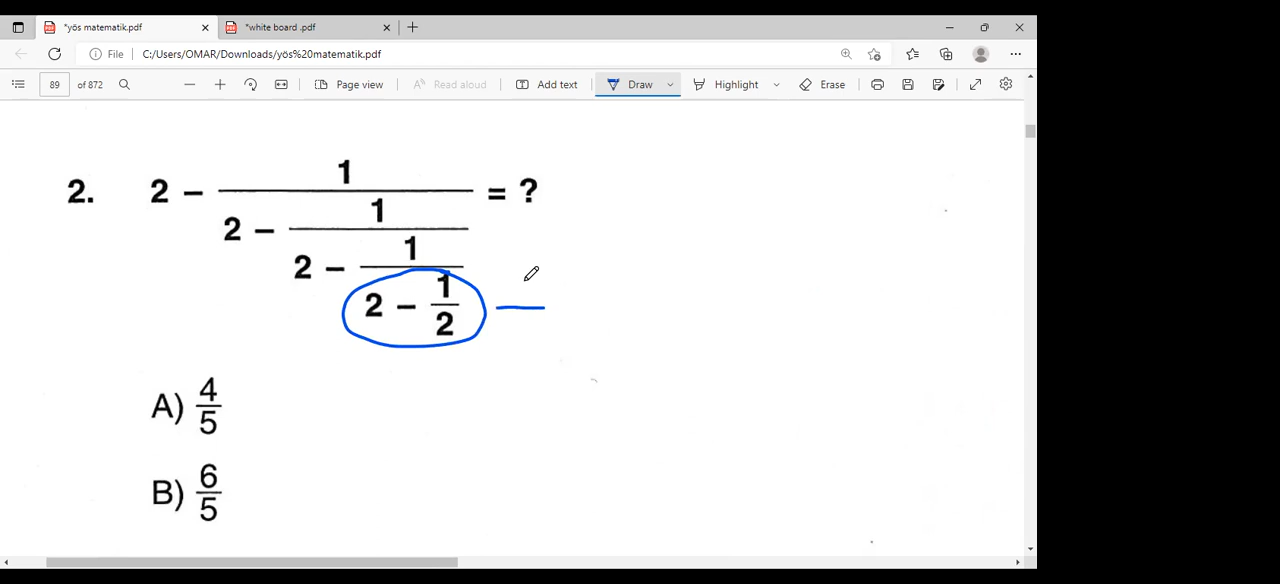 *yös matematik.pdf
*white board .pdf
File C:/Users/OMAR/Downloads/yös%20matematik.pdf
89 of 872 Page view Read aloud Add text Draw Highlight Erase
2. 2 - 1 = ?
2 - 1
2 - 1
2 - 1
2
A) 4
5
B) 6
5